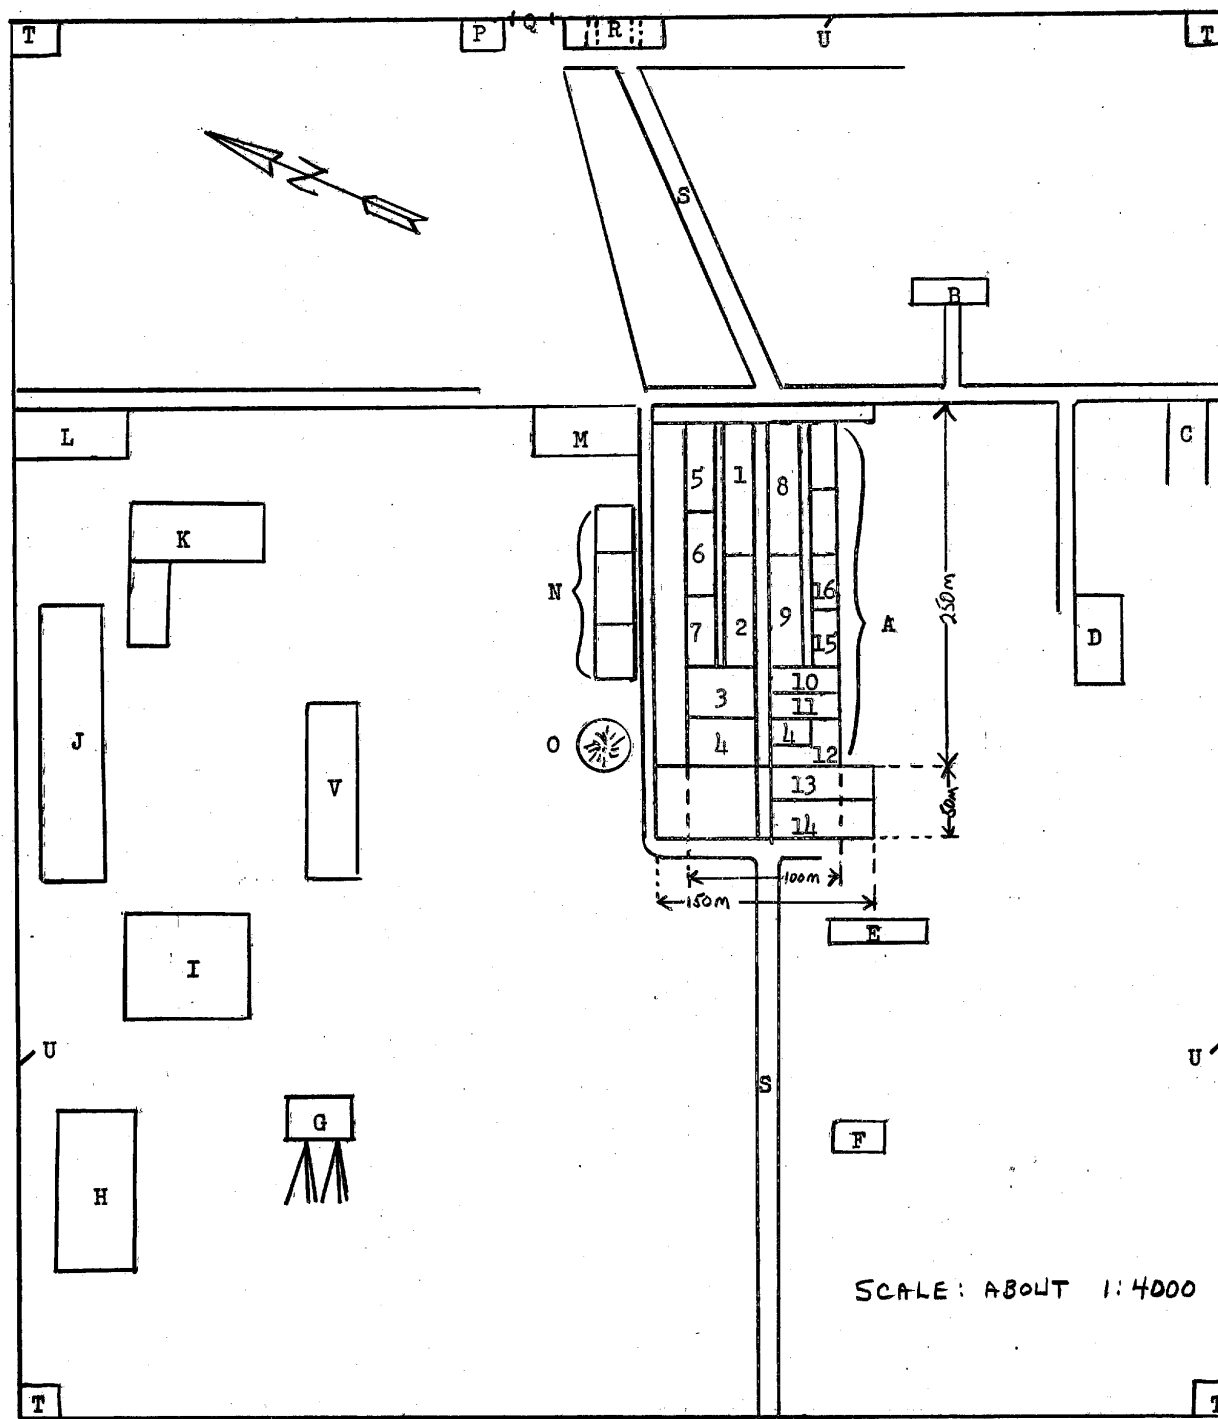 T P Q R U T
N
S
B
L M C
5 1 8
K
6
N 16
7 2 9 A 250m D
15
10
3 11
J O 4 4 12
V 13 50m
14
100m
150m
E
I
U S U
G F
H
SCALE: ABOUT 1:4000
T T